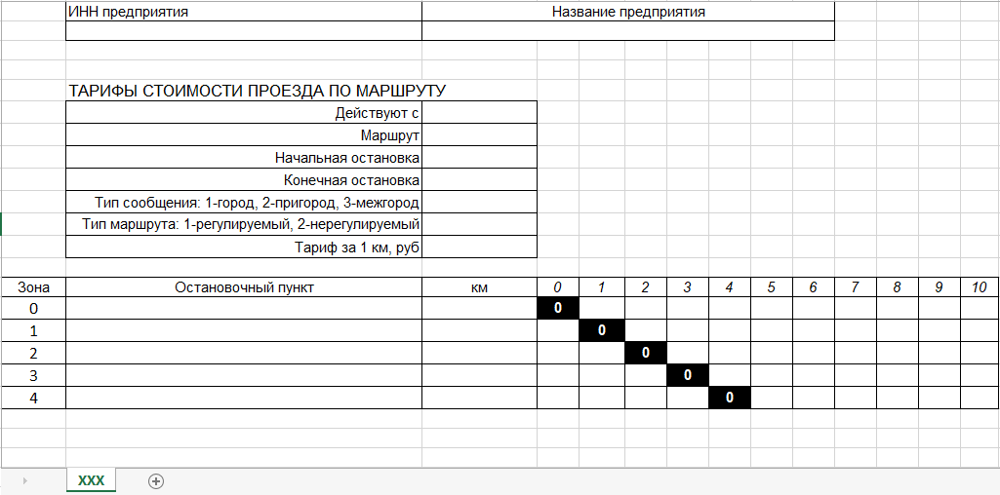 ИНН предприятия Название предприятия
ТАРИФЫ СТОИМОСТИ ПРОЕЗДА ПО МАРШРУТУ
Действуют с
Маршрут
Начальная остановка
Конечная остановка
Тип сообщения: 1-город, 2-пригород, 3-межгород
Тип маршрута: 1-регулируемый, 2-нерегулируемый
Тариф за 1 км, руб
Зона Остановочный пункт км 0 1 2 3 4 5 6 7 8 9 10
0 0
1 0
2 0
3 0
4 0
XXX